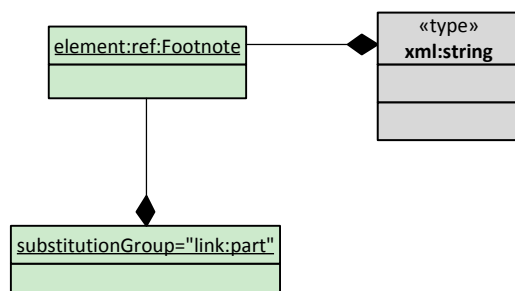 element:ref:Footnote
«type»
xml:string
substitutionGroup="link:part"